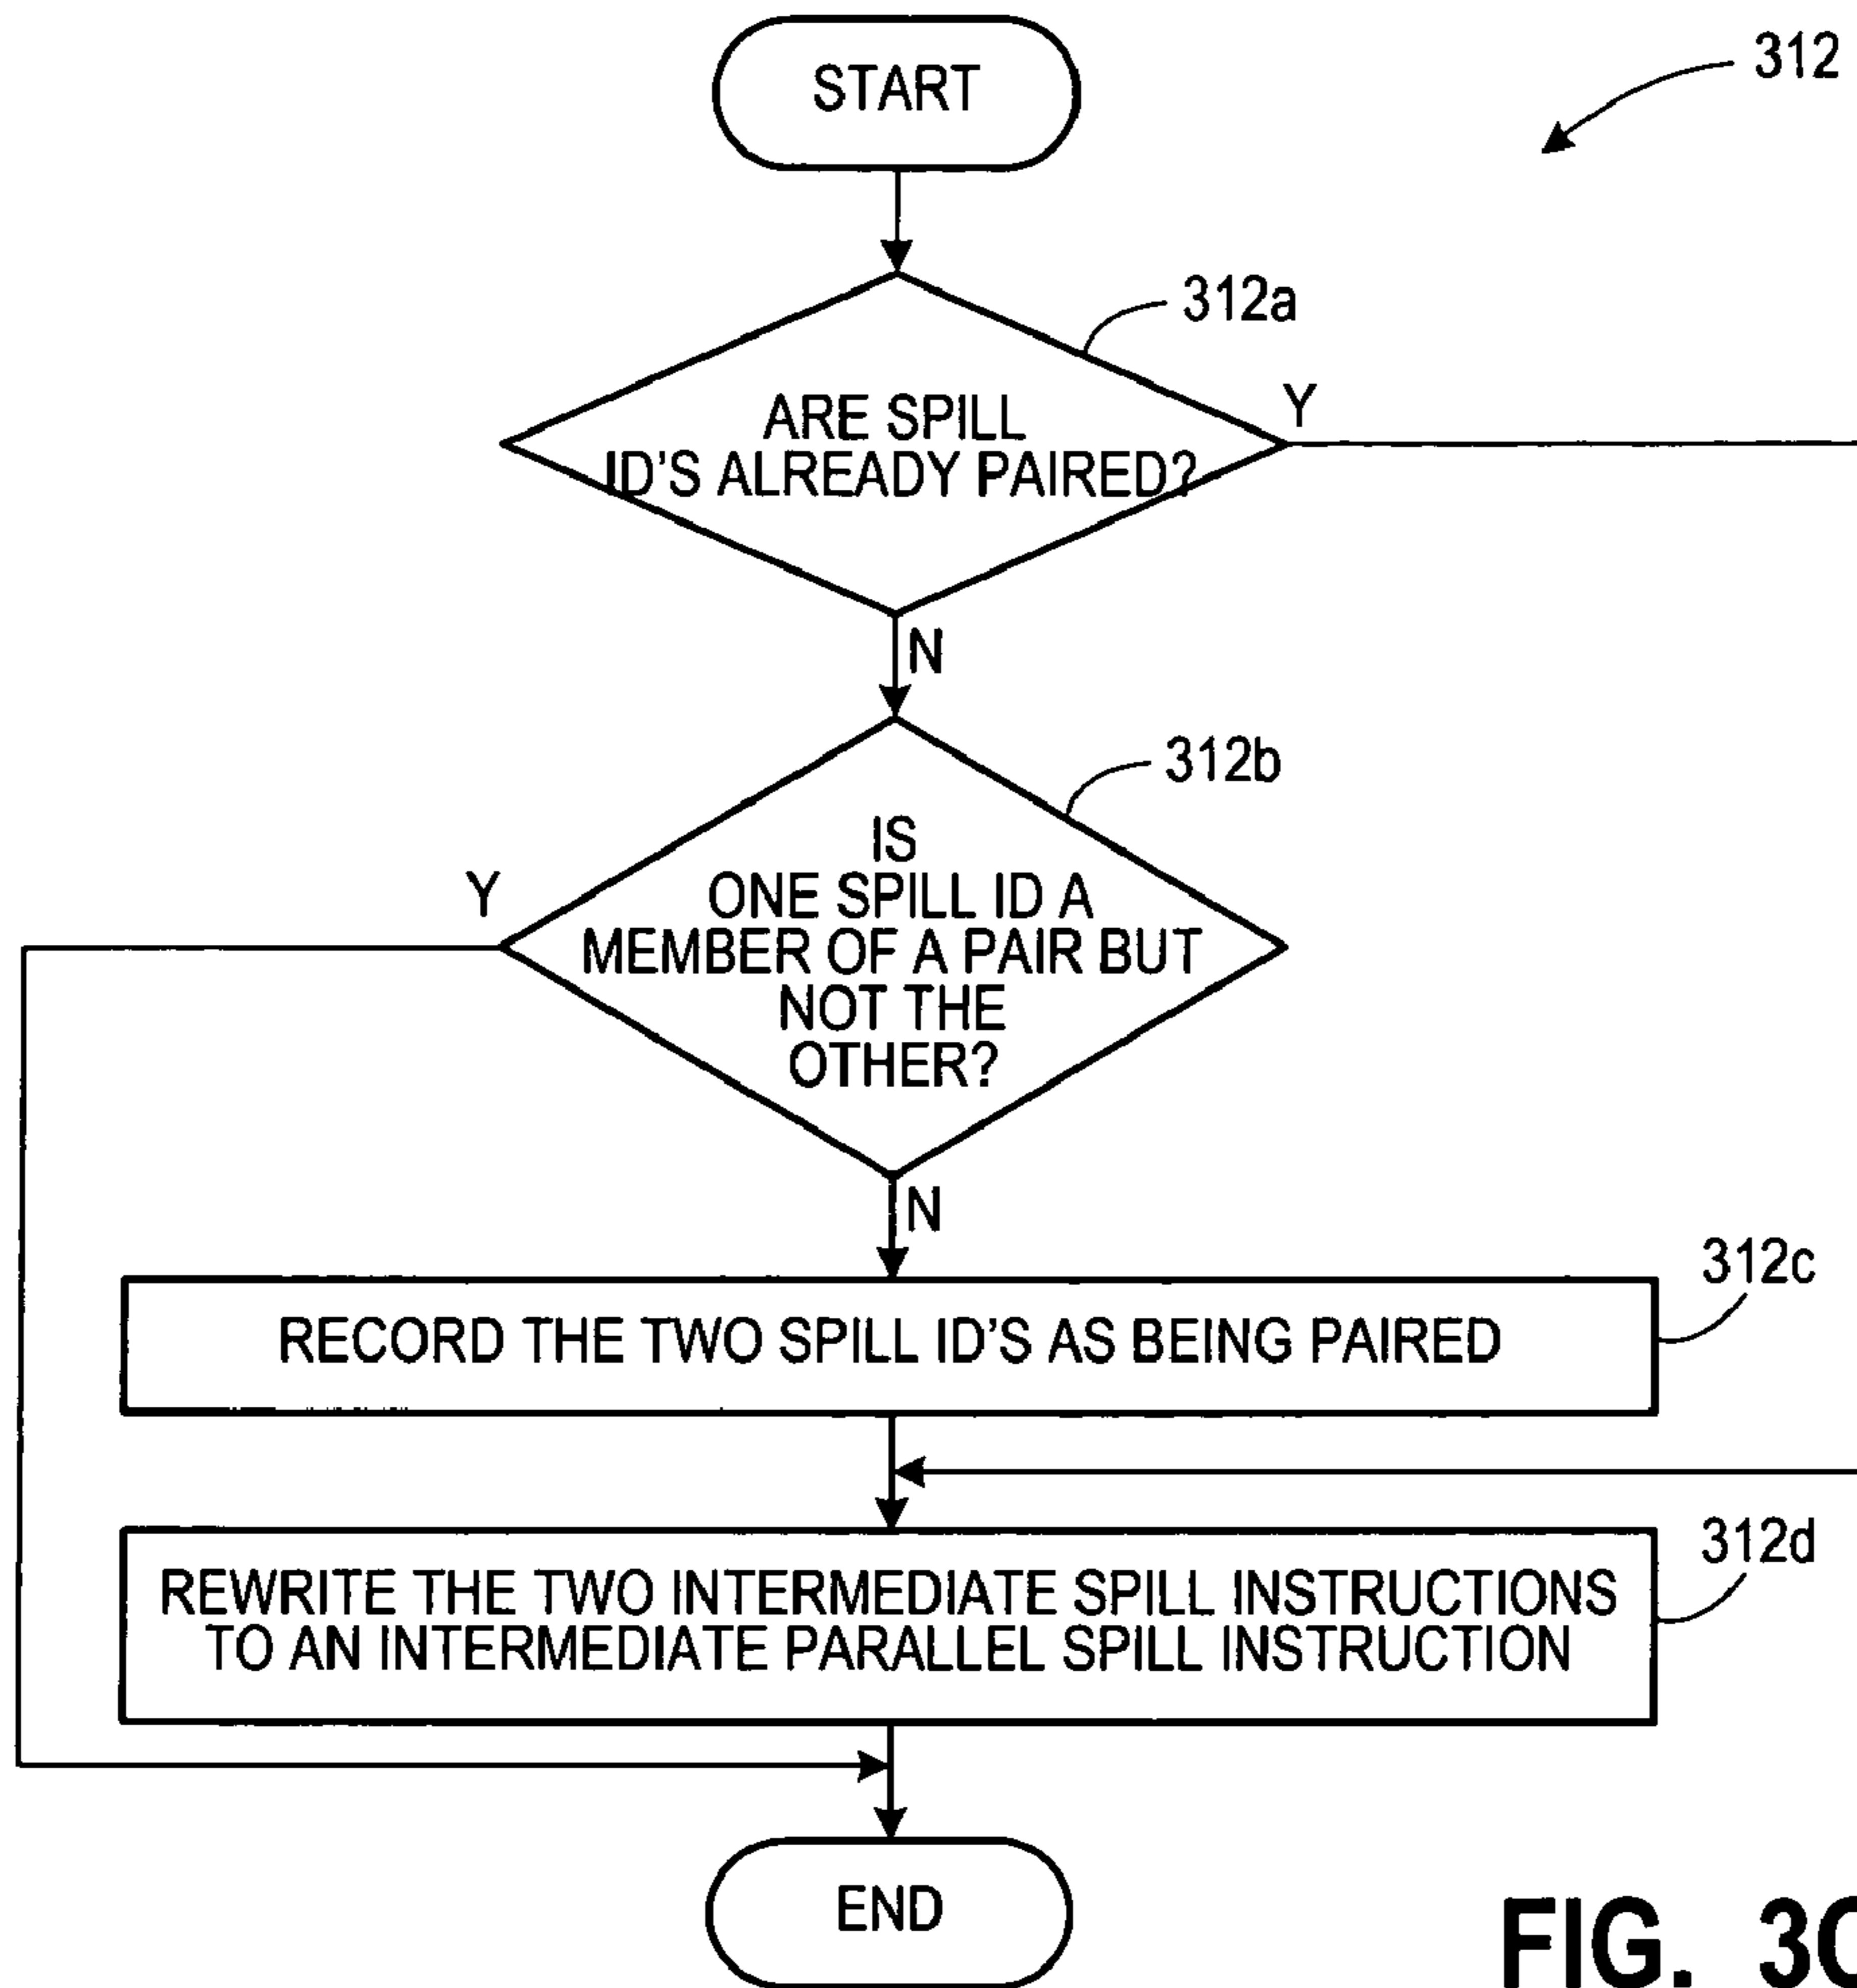 START
312
312a
ARE SPILL
ID'S ALREADY PAIRED?
Y
N
312b
IS
ONE SPILL ID A
MEMBER OF A PAIR BUT
NOT THE
OTHER?
Y
N
312c
RECORD THE TWO SPILL ID'S AS BEING PAIRED
312d
REWRITE THE TWO INTERMEDIATE SPILL INSTRUCTIONS
TO AN INTERMEDIATE PARALLEL SPILL INSTRUCTION
END
FIG.